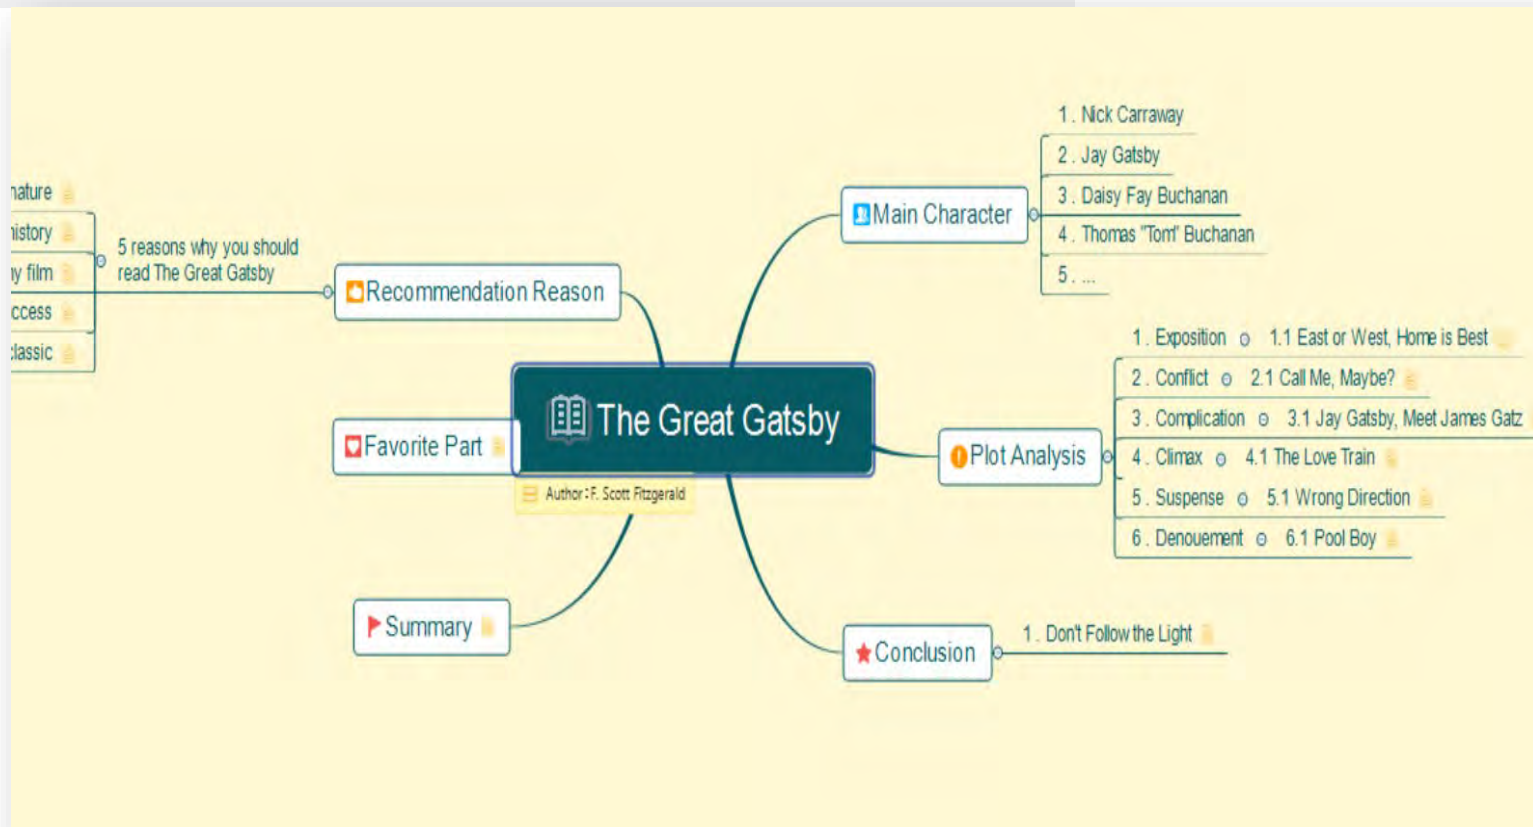 The Great Gatsby
Author : F. Scott Fitzgerald
Main Character
1 . Nick Carraway
2 . Jay Gatsby
3 . Daisy Fay Buchanan
4 . Thomas "Tom" Buchanan
5 . ...
Plot Analysis
1 . Exposition 1.1 East or West, Home is Best
2 . Conflict 2.1 Call Me, Maybe?
3 . Complication 3.1 Jay Gatsby, Meet James Gatz
4 . Climax 4.1 The Love Train
5 . Suspense 5.1 Wrong Direction
6 . Denouement 6.1 Pool Boy
Conclusion
1 . Don't Follow the Light
Recommendation Reason
5 reasons why you should
read The Great Gatsby
film
classic
Favorite Part
Summary